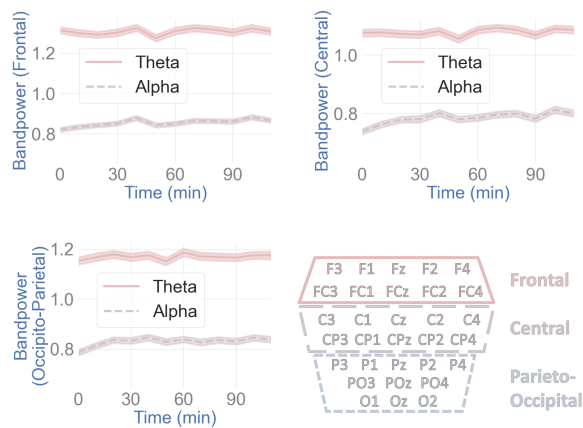 Bandpower (Frontal)
1.2
1.0
0.8
Theta
Alpha
0 30 60 90
Time (min)
Bandpower (Central)
1.0
0.8
Theta
Alpha
0 30 60 90
Time (min)
Bandpower
(Occipito-Parietal)
1.2
1.0
0.8
Theta
Alpha
0 30 60 90
Time (min)
F3 F1 Fz F2 F4
FC3 FC1 FCz FC2 FC4
Frontal
C3 C1 Cz C2 C4
CP3 CP1 CPz CP2 CP4
Central
P3 P1 Pz P2 P4
PO3 POz PO4
O1 Oz O2
Parieto-
Occipital